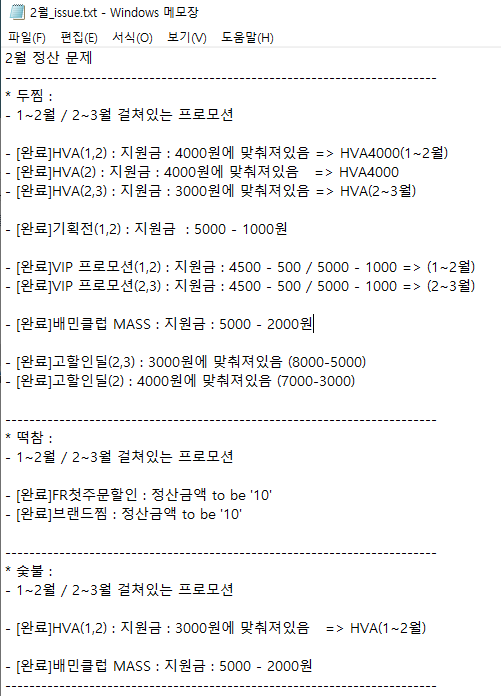 2월_issue.txt - Windows 메모장
파일(F) 편집(E) 서식(O) 보기(V) 도움말(H)
2월 정산 문제
------------------------------------------------------------------------
* 두찜 :
- 1~2월 / 2~3월 걸쳐있는 프로모션
- [완료]HVA(1,2) : 지원금 : 4000원에 맞춰져있음 => HVA4000(1~2월)
- [완료]HVA(2) : 지원금 : 4000원에 맞춰져있음 => HVA4000
- [완료]HVA(2,3) : 지원금 : 3000원에 맞춰져있음 => HVA(2~3월)
- [완료]기획전(1,2) : 지원금 : 5000 - 1000원
- [완료]VIP 프로모션(1,2) : 지원금 : 4500 - 500 / 5000 - 1000 => (1~2월)
- [완료]VIP 프로모션(2,3) : 지원금 : 4500 - 500 / 5000 - 1000 => (2~3월)
- [완료]배민클럽 MASS : 지원금 : 5000 - 2000원
- [완료]고할인딜(2,3) : 3000원에 맞춰져있음 (8000-5000)
- [완료]고할인딜(2) : 4000원에 맞춰져있음 (7000-3000)
------------------------------------------------------------------------
* 떡참 :
- 1~2월 / 2~3월 걸쳐있는 프로모션
- [완료]FR첫주문할인 : 정산금액 to be '10'
- [완료]브랜드찜 : 정산금액 to be '10'
------------------------------------------------------------------------
* 숯불 :
- 1~2월 / 2~3월 걸쳐있는 프로모션
- [완료]HVA(1,2) : 지원금 : 3000원에 맞춰져있음 => HVA(1~2월)
- [완료]배민클럽 MASS : 지원금 : 5000 - 2000원
------------------------------------------------------------------------